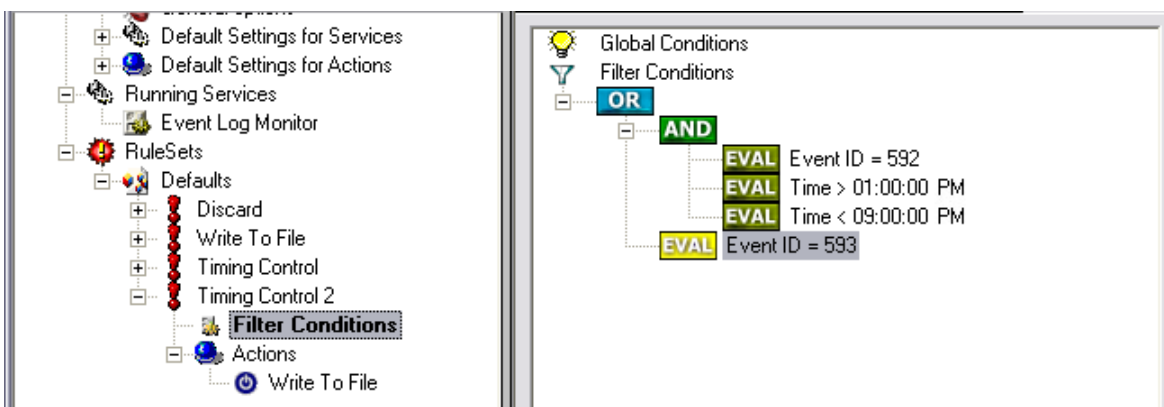 General Options
Default Settings for Services
Default Settings for Actions
Running Services
Event Log Monitor
RuleSets
Defaults
Discard
Write To File
Timing Control
Timing Control 2
Filter Conditions
Actions
Write To File
Global Conditions
Filter Conditions
OR
AND
EVAL Event ID = 592
EVAL Time > 01:00:00 PM
EVAL Time < 09:00:00 PM
EVAL Event ID = 593